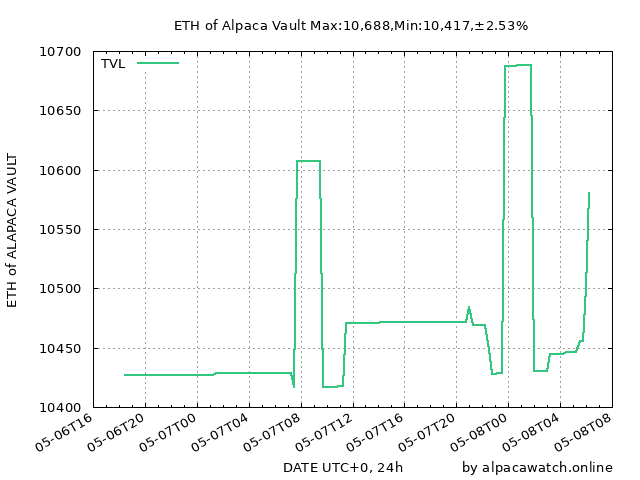 ETH of Alpaca Vault Max:10,688,Min:10,417,±2.53%
TVL
ETH of ALAPACA VAULT
10700
10650
10600
10550
10500
10450
10400
05-06T16
05-06T20
05-07T00
05-07T04
05-07T08
05-07T12
05-07T16
05-07T20
05-08T00
05-08T04
05-08T08
DATE UTC+0, 24h
by alpacawatch.online